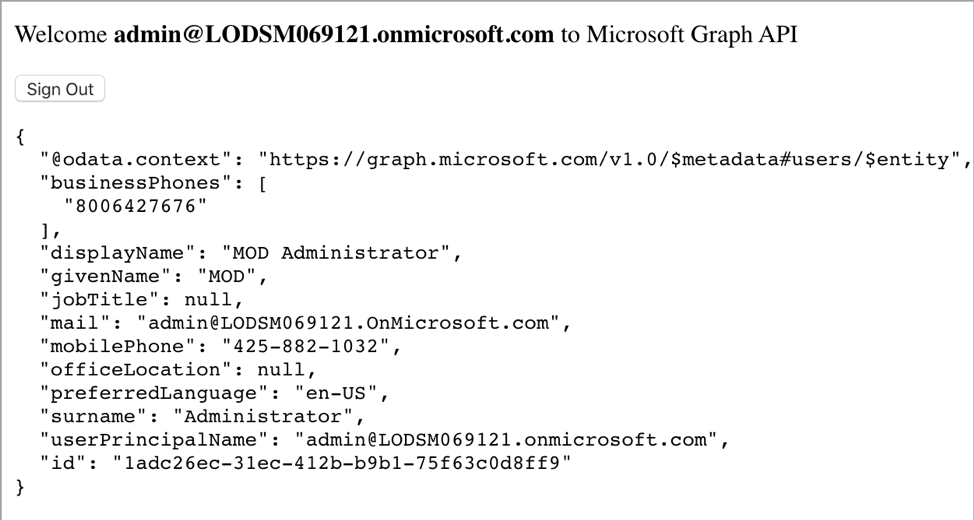 Welcome admin@LODSM069121.onmicrosoft.com to Microsoft Graph API
Sign Out
{
  "@odata.context": "https://graph.microsoft.com/v1.0/$metadata#users/$entity",
  "businessPhones": [
    "8006427676"
  ],
  "displayName": "MOD Administrator",
  "givenName": "MOD",
  "jobTitle": null,
  "mail": "admin@LODSM069121.OnMicrosoft.com",
  "mobilePhone": "425-882-1032",
  "officeLocation": null,
  "preferredLanguage": "en-US",
  "surname": "Administrator",
  "userPrincipalName": "admin@LODSM069121.onmicrosoft.com",
  "id": "1adc26ec-31ec-412b-b9b1-75f63c0d8ff9"
}